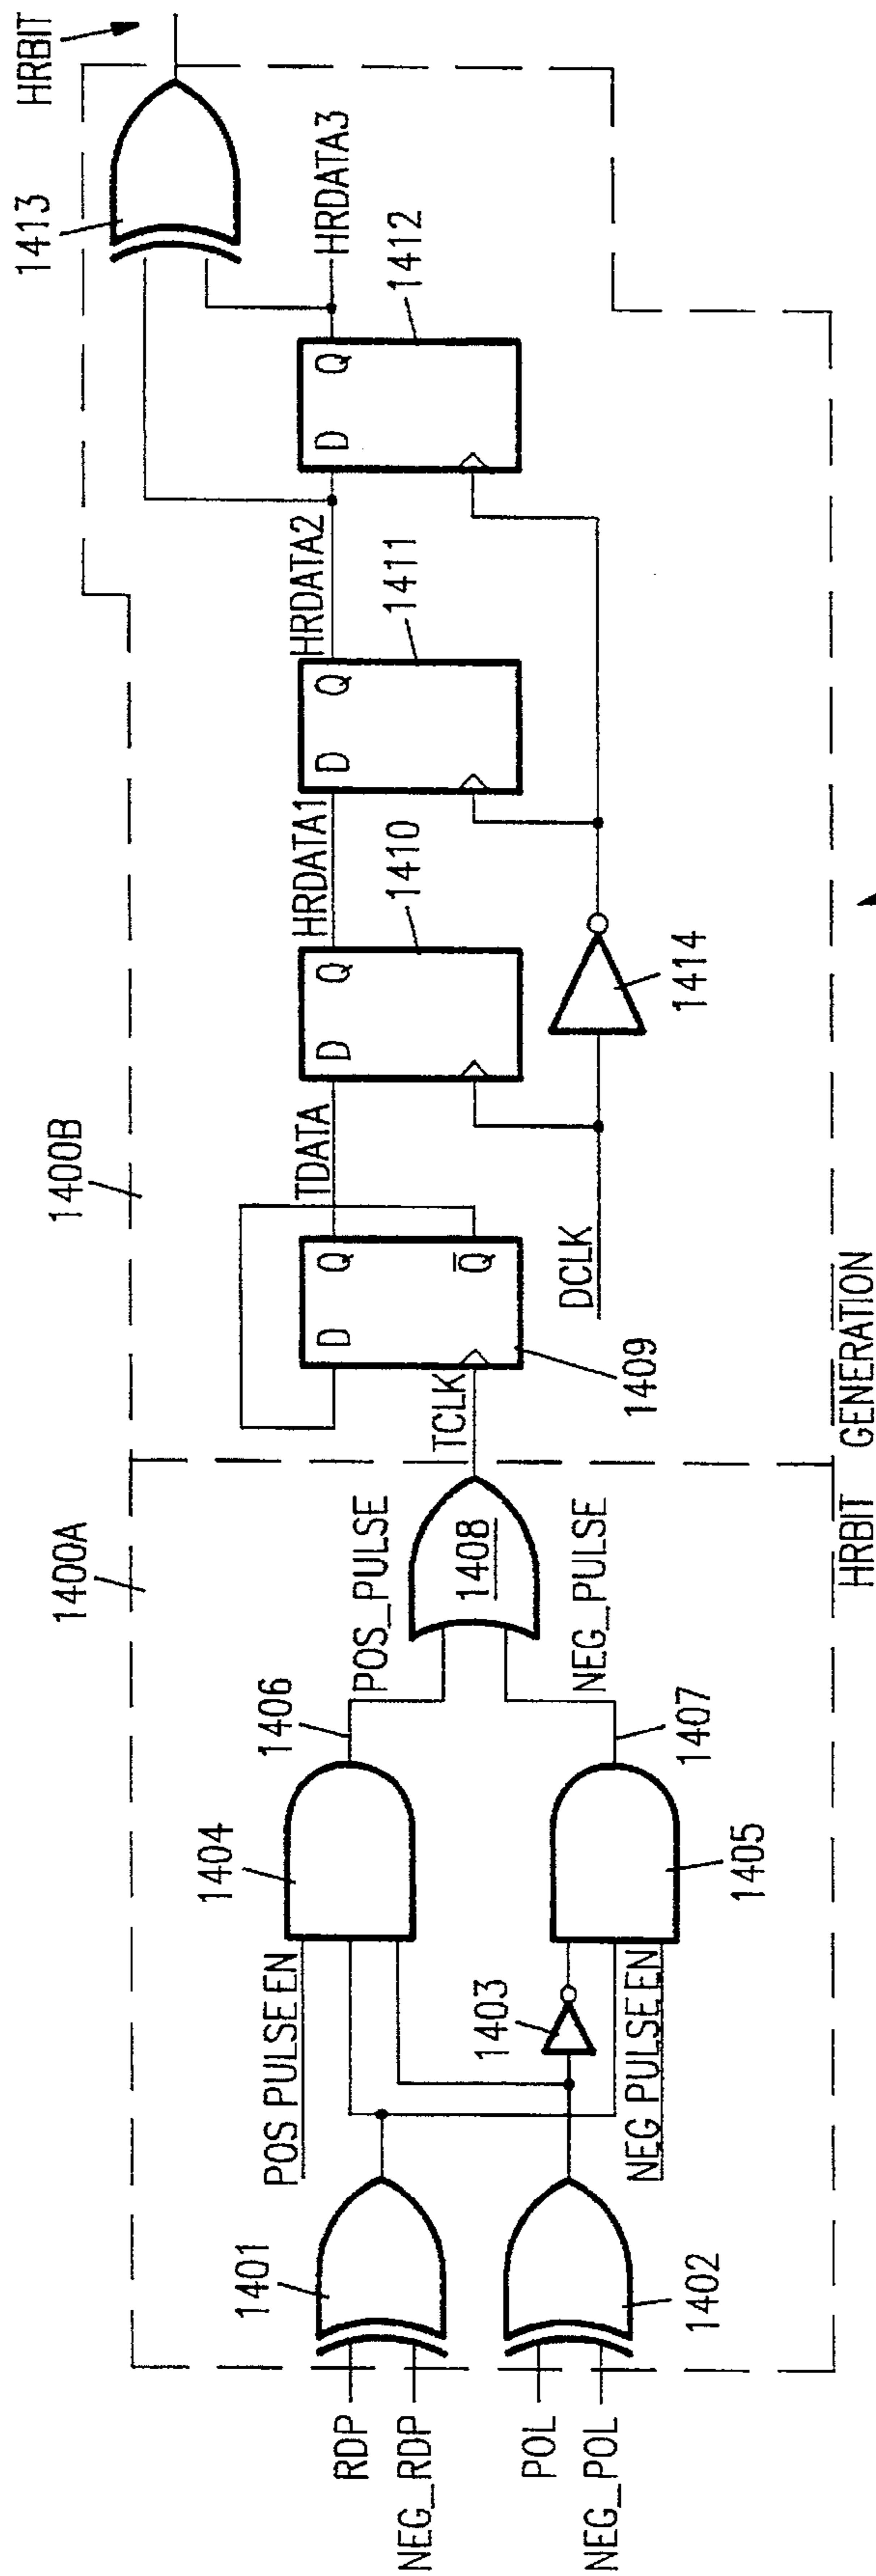 1400A
1400B
1413
HRBIT
RDP
NEG_RDP
POL
NEG_POL
1401
1402
POS PULSE EN
NEG PULSE EN
1403
1404
1405
1406
1407
POS_PULSE
NEG_PULSE
1408
TCLK
D
Q
Q̅
1409
TDATA
D
Q
1410
HRDATA1
D
Q
1411
HRDATA2
D
Q
1412
HRDATA3
DCLK
1414
HRBIT GENERATION